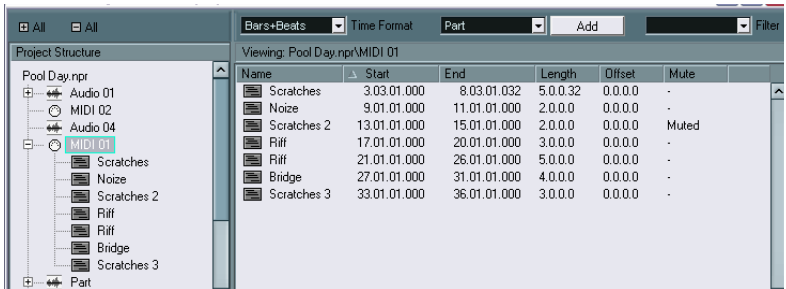 All All Bars+Beats Time Format Part Add Filter
Project Structure
Viewing: Pool Day.npr\MIDI 01
Pool Day.npr
Audio 01
MIDI 02
Audio 04
MIDI 01
Scratches
Noize
Scratches 2
Riff
Riff
Bridge
Scratches 3
Part
Name Start End Length Offset Mute
Scratches 3.03.01.000 8.03.01.032 5.0.0.32 0.0.0.0 -
Noize 9.01.01.000 11.01.01.000 2.0.0.0 0.0.0.0 -
Scratches 2 13.01.01.000 15.01.01.000 2.0.0.0 0.0.0.0 Muted
Riff 17.01.01.000 20.01.01.000 3.0.0.0 0.0.0.0 -
Riff 21.01.01.000 26.01.01.000 5.0.0.0 0.0.0.0 -
Bridge 27.01.01.000 31.01.01.000 4.0.0.0 0.0.0.0 -
Scratches 3 33.01.01.000 36.01.01.000 3.0.0.0 0.0.0.0 -